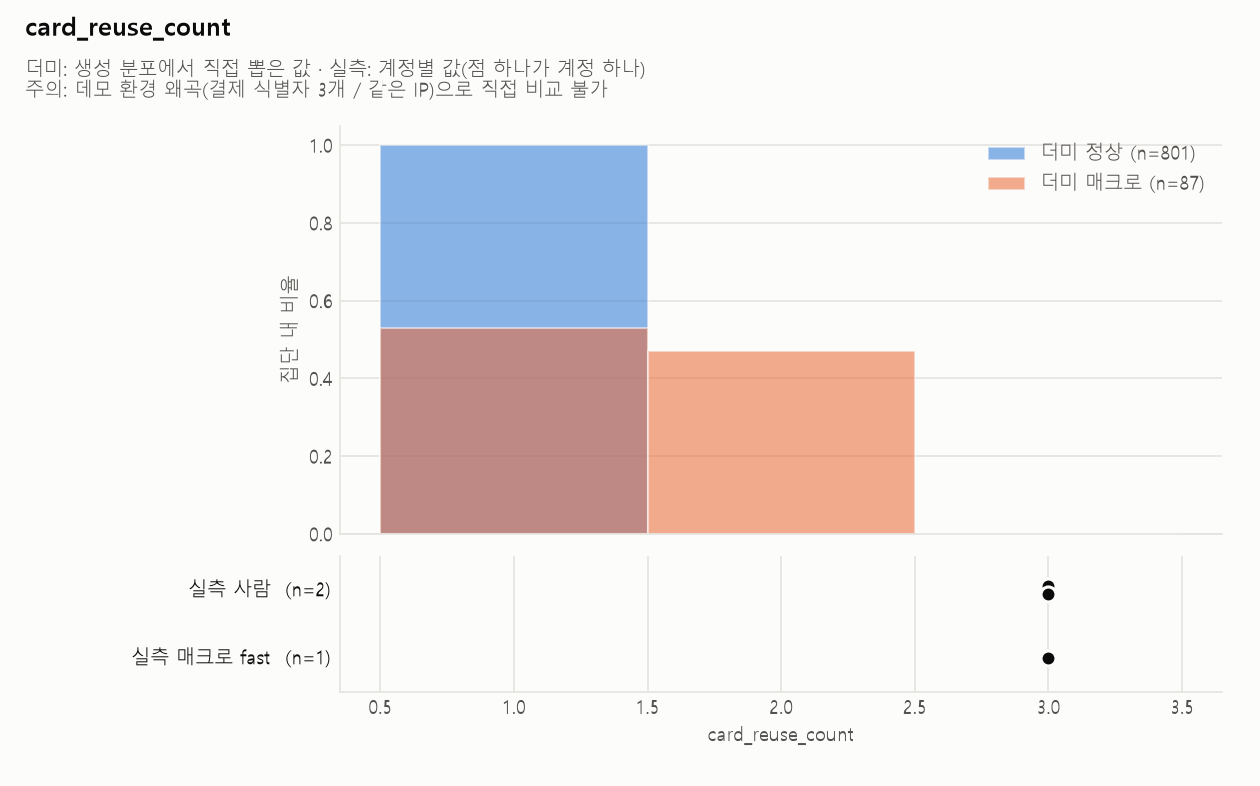 card_reuse_count
더미: 생성 분포에서 직접 뽑은 값 · 실측: 계정별 값(점 하나가 계정 하나)
주의: 데모 환경 왜곡(결제 식별자 3개 / 같은 IP)으로 직접 비교 불가
더미 정상 (n=801)
더미 매크로 (n=87)
집단 내 비율
1.0
0.8
0.6
0.4
0.2
0.0
실측 사람 (n=2)
실측 매크로 fast (n=1)
0.5 1.0 1.5 2.0 2.5 3.0 3.5
card_reuse_count